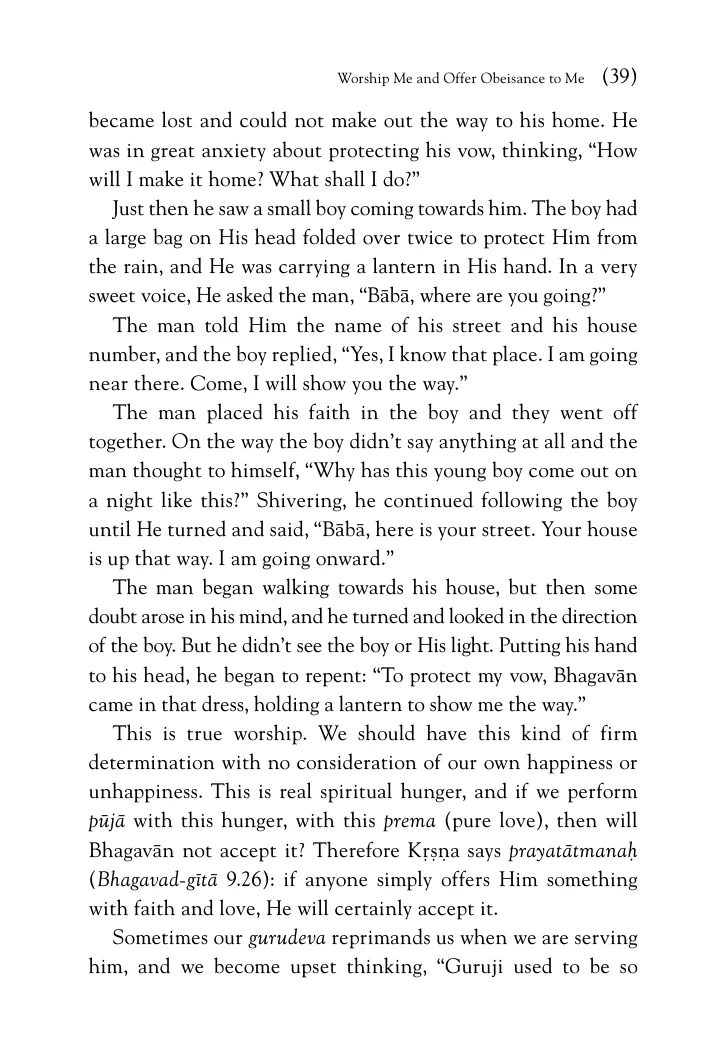 Worship Me and Offer Obeisance to Me (39)
became lost and could not make out the way to his home. He
was in great anxiety about protecting his vow, thinking, “How
will I make it home? What shall I do?”
Just then he saw a small boy coming towards him. The boy had
a large bag on His head folded over twice to protect Him from
the rain, and He was carrying a lantern in His hand. In a very
sweet voice, He asked the man, “Bābā, where are you going?”
The man told Him the name of his street and his house
number, and the boy replied, “Yes, I know that place. I am going
near there. Come, I will show you the way.”
The man placed his faith in the boy and they went off
together. On the way the boy didn’t say anything at all and the
man thought to himself, “Why has this young boy come out on
a night like this?” Shivering, he continued following the boy
until He turned and said, “Bābā, here is your street. Your house
is up that way. I am going onward.”
The man began walking towards his house, but then some
doubt arose in his mind, and he turned and looked in the direction
of the boy. But he didn’t see the boy or His light. Putting his hand
to his head, he began to repent: “To protect my vow, Bhagavān
came in that dress, holding a lantern to show me the way.”
This is true worship. We should have this kind of firm
determination with no consideration of our own happiness or
unhappiness. This is real spiritual hunger, and if we perform
pūjā with this hunger, with this prema (pure love), then will
Bhagavān not accept it? Therefore Kṛṣṇa says prayatātmanaḥ
(Bhagavad-gītā 9.26): if anyone simply offers Him something
with faith and love, He will certainly accept it.
Sometimes our gurudeva reprimands us when we are serving
him, and we become upset thinking, “Guruji used to be so